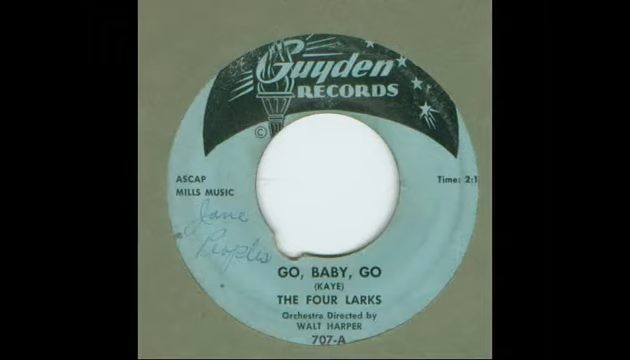 Guyden
RECORDS
©
ASCAP
MILLS MUSIC
Time: 2:1
Jane
Peoples
GO, BABY, GO
(KAYE)
THE FOUR LARKS
Orchestra Directed by
WALT HARPER
707-A